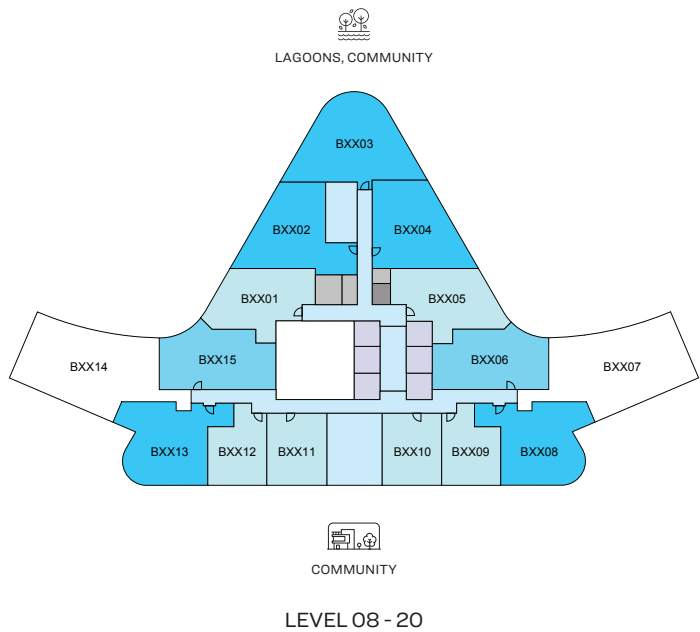 LAGOONS, COMMUNITY
BXX03
BXX02
BXX04
BXX01
BXX05
BXX15
BXX06
BXX14
BXX07
BXX13
BXX12
BXX11
BXX10
BXX09
BXX08
COMMUNITY
LEVEL 08 - 20